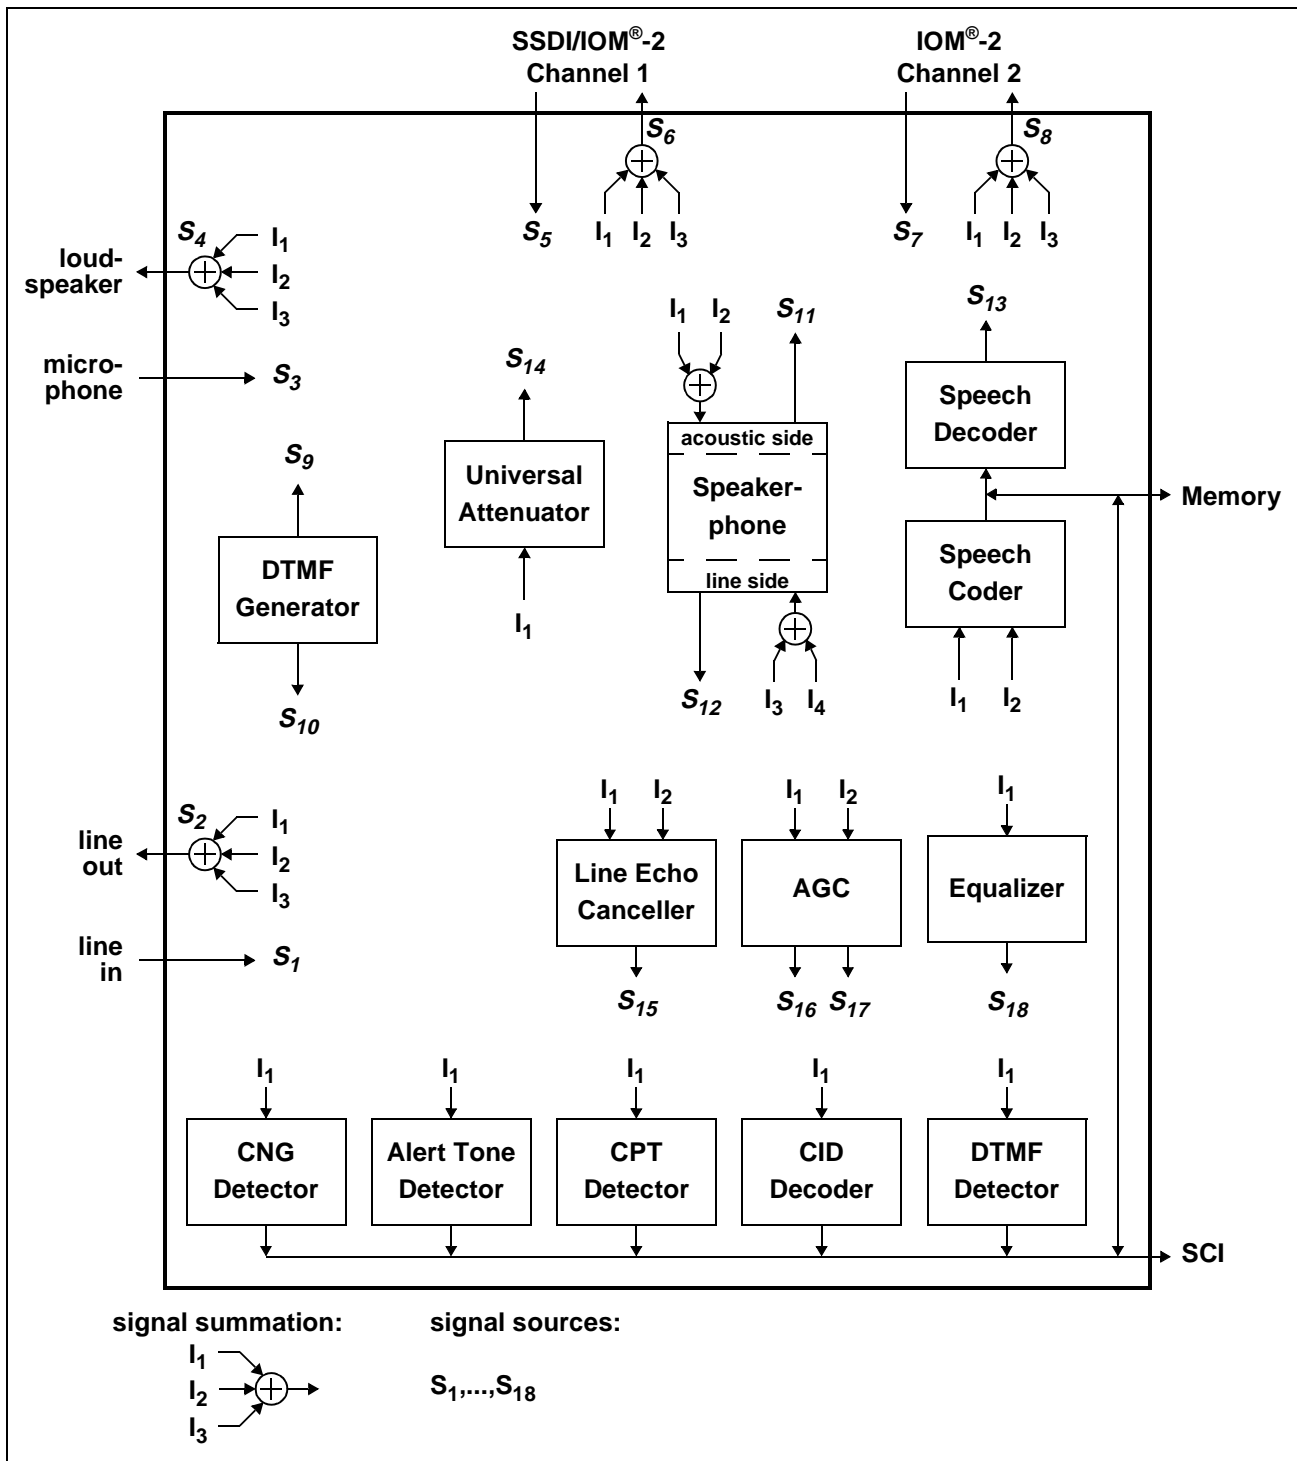 SSDI/IOM®-2
Channel 1
IOM®-2
Channel 2
S6
S8
I1 I2 I3
I1 I2 I3
S5
S7
S4
I1
I2
I3
loud-
speaker
micro-
phone
S3
S14
I1 I2
S11
S13
Speech
Decoder
acoustic side
Speaker-
phone
line side
Universal
Attenuator
I1
S9
DTMF
Generator
S10
Memory
Speech
Coder
S12
I3 I4
I1 I2
S2
I1
I2
I3
line
out
line
in
S1
I1 I2
Line Echo
Canceller
S15
I1 I2
AGC
S16 S17
I1
Equalizer
S18
I1
I1
I1
I1
I1
CNG
Detector
Alert Tone
Detector
CPT
Detector
CID
Decoder
DTMF
Detector
SCI
signal summation:
signal sources:
I1
I2
I3
S1,...,S18